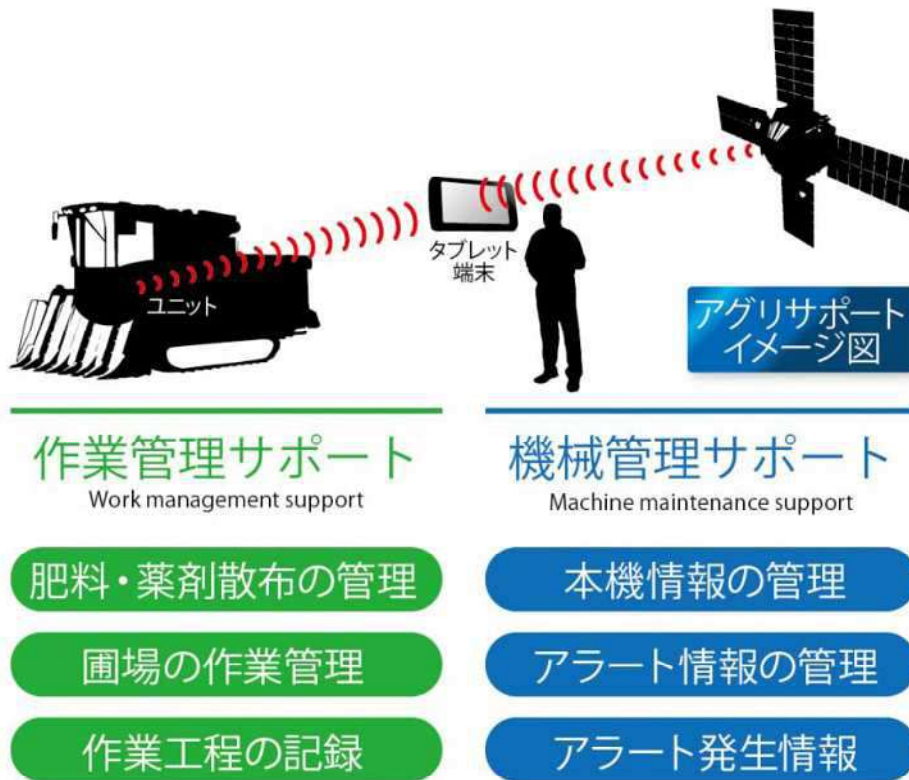 タブレット
端末
ユニット
アグリサポート
イメージ図
作業管理サポート
Work management support
機械管理サポート
Machine maintenance support
肥料・薬剤散布の管理
本機情報の管理
圃場の作業管理
アラート情報の管理
作業工程の記録
アラート発生情報